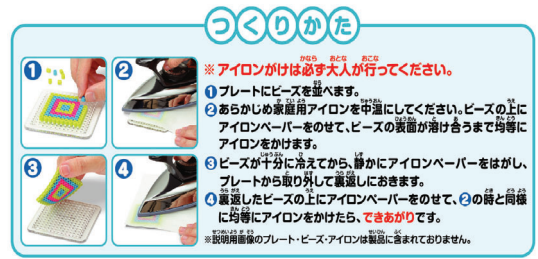 つくりかた
※アイロンがけは必ず大人が行ってください。
❶プレートにビーズを並べます。
❷あらかじめ家庭用アイロンを中温にしてください。ビーズの上に
アイロンペーパーをのせて、ビーズの表面が溶け合うまで均等に
アイロンをかけます。
❸ビーズが十分に冷えてから、静かにアイロンペーパーをはがし、
プレートから取り外して裏返しにおきます。
❹裏返したビーズの上にアイロンペーパーをのせて、❷の時と同様
に均等にアイロンをかけたら、できあがりです。
※説明用画像のプレート・ビーズ・アイロンは製品に含まれておりません。
1
2
3
4